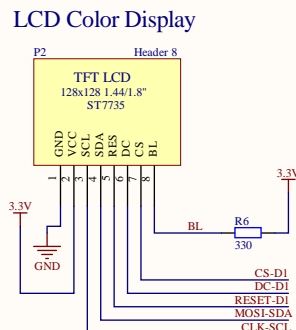 LCD Color Display
P2
Header 8
TFT LCD
128x128 1.44/1.8"
ST7735
GND
VCC
SCL
SDA
RES
DC
CS
BL
1
2
3
4
5
6
7
8
3.3V
3.3V
BL
R6
330
GND
CS-D1
DC-D1
RESET-D1
MOSI-SDA
CLK-SCL